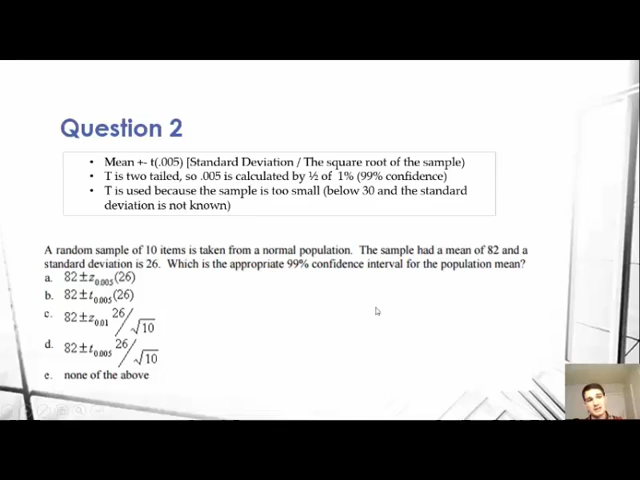 Question 2
• Mean +- t(.005) [Standard Deviation / The square root of the sample)
• T is two tailed, so .005 is calculated by ½ of 1% (99% confidence)
• T is used because the sample is too small (below 30 and the standard
deviation is not known)
A random sample of 10 items is taken from a normal population. The sample had a mean of 82 and a
standard deviation is 26. Which is the appropriate 99% confidence interval for the population mean?
a. 82±z₀.₀₀₅(26)
b. 82±t₀.₀₀₅(26)
c. 82±z₀.₀₁ 26/√10
d. 82±t₀.₀₀₅ 26/√10
e. none of the above